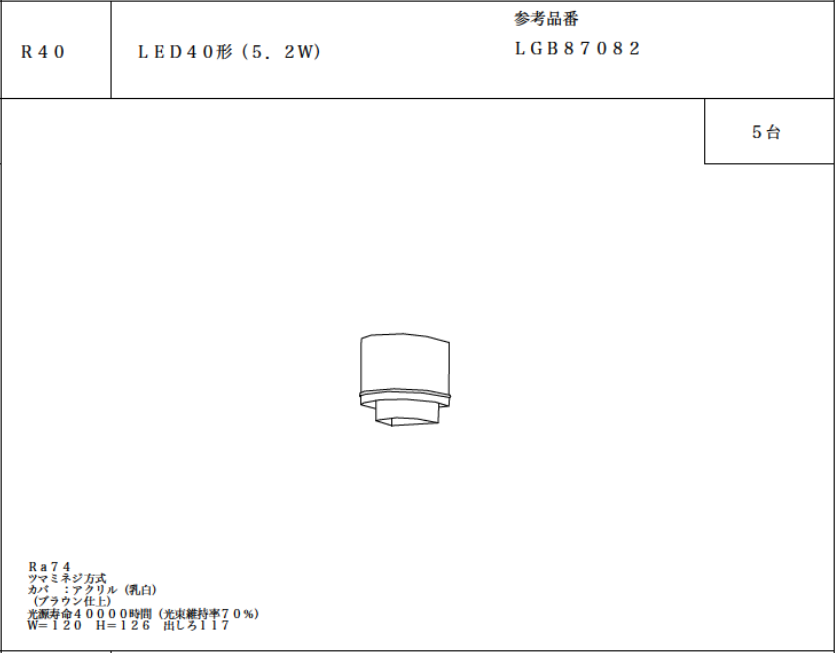 参考品番
R40
LED40形(5．2W)
LGB87082
5台
Ra74
ツマミネジ方式
カバ゛ ：アクリル (乳白)
(ブラウン仕上)
光源寿命40000時間 (光束維持率70%)
W=120 H=126 出しろ117